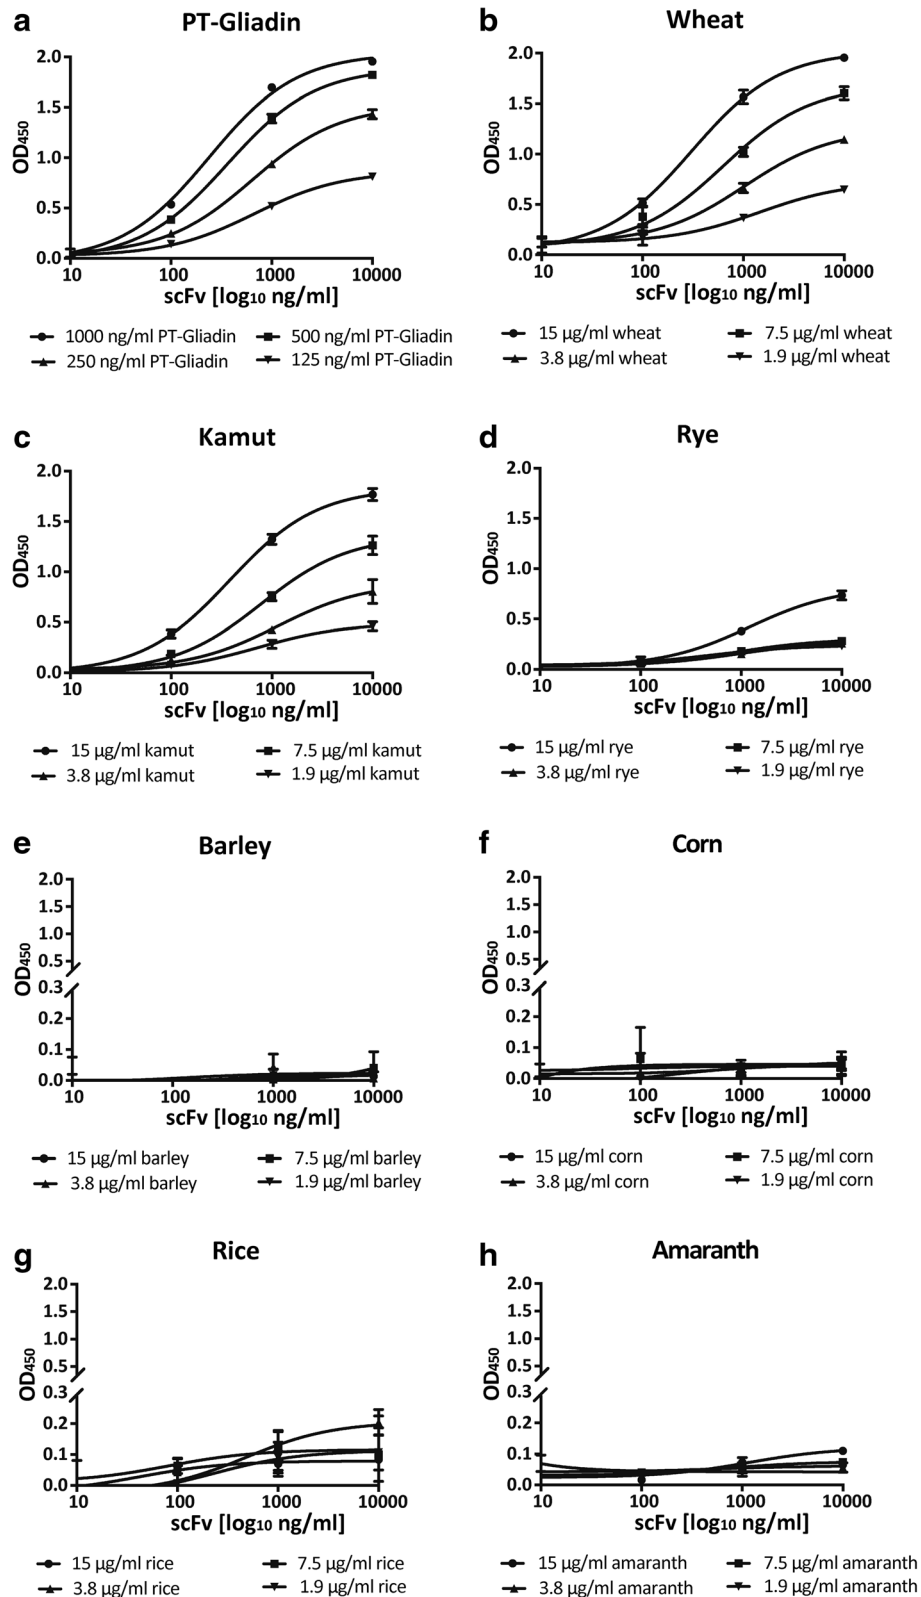 a PT-Gliadin
2.0
1.5
1.0
0.5
0.0
OD450
10 100 1000 10000
scFv [log10 ng/ml]
1000 ng/ml PT-Gliadin 500 ng/ml PT-Gliadin
250 ng/ml PT-Gliadin 125 ng/ml PT-Gliadin
b Wheat
2.0
1.5
1.0
0.5
0.0
OD450
10 100 1000 10000
scFv [log10 ng/ml]
15 µg/ml wheat 7.5 µg/ml wheat
3.8 µg/ml wheat 1.9 µg/ml wheat
c Kamut
2.0
1.5
1.0
0.5
0.0
OD450
10 100 1000 10000
scFv [log10 ng/ml]
15 µg/ml kamut 7.5 µg/ml kamut
3.8 µg/ml kamut 1.9 µg/ml kamut
d Rye
2.0
1.5
1.0
0.5
0.0
OD450
10 100 1000 10000
scFv [log10 ng/ml]
15 µg/ml rye 7.5 µg/ml rye
3.8 µg/ml rye 1.9 µg/ml rye
e Barley
2.0
1.5
1.0
0.5
0.3
0.2
0.1
0.0
OD450
10 100 1000 10000
scFv [log10 ng/ml]
15 µg/ml barley 7.5 µg/ml barley
3.8 µg/ml barley 1.9 µg/ml barley
f Corn
2.0
1.5
1.0
0.5
0.3
0.2
0.1
0.0
OD450
10 100 1000 10000
scFv [log10 ng/ml]
15 µg/ml corn 7.5 µg/ml corn
3.8 µg/ml corn 1.9 µg/ml corn
g Rice
2.0
1.5
1.0
0.5
0.3
0.2
0.1
0.0
OD450
10 100 1000 10000
scFv [log10 ng/ml]
15 µg/ml rice 7.5 µg/ml rice
3.8 µg/ml rice 1.9 µg/ml rice
h Amaranth
2.0
1.5
1.0
0.5
0.3
0.2
0.1
0.0
OD450
10 100 1000 10000
scFv [log10 ng/ml]
15 µg/ml amaranth 7.5 µg/ml amaranth
3.8 µg/ml amaranth 1.9 µg/ml amaranth